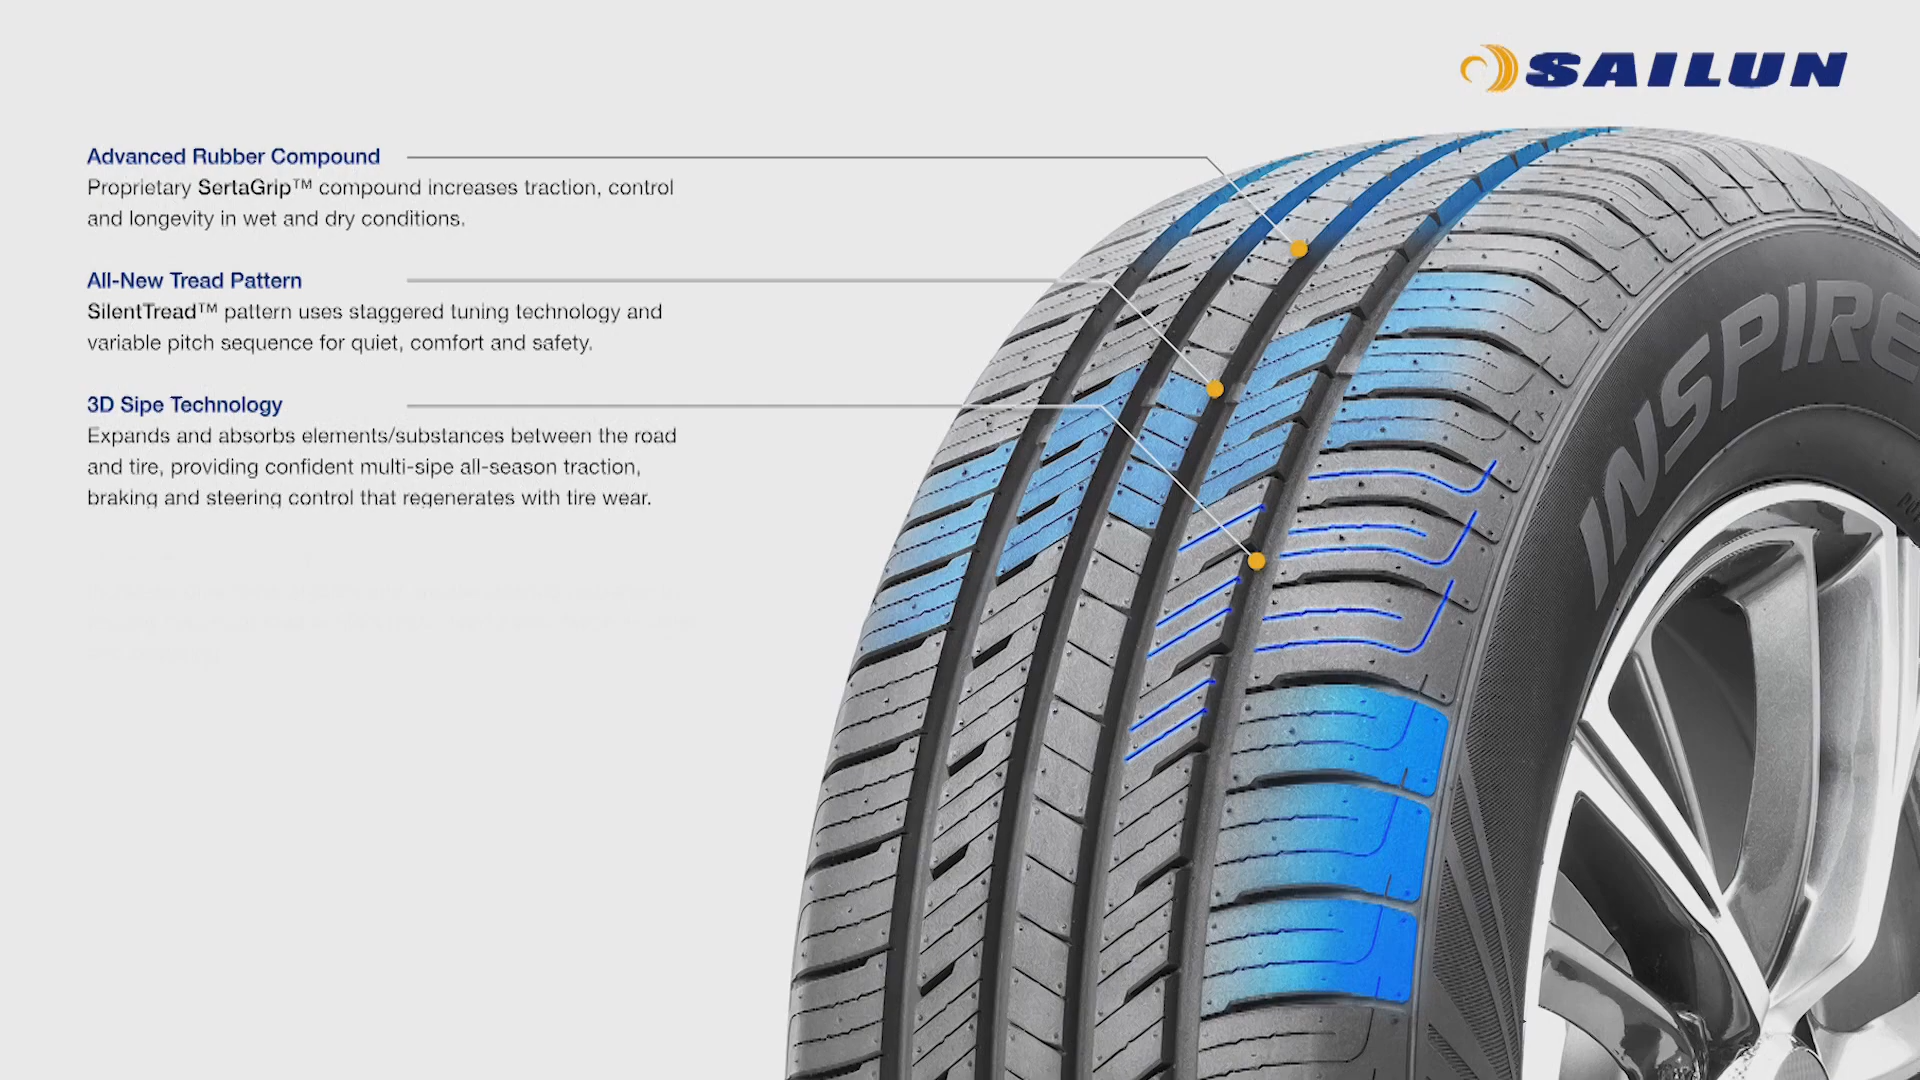 SAILUN
Advanced Rubber Compound
Proprietary SertaGrip™ compound increases traction, control
and longevity in wet and dry conditions.
All-New Tread Pattern
SilentTread™ pattern uses staggered tuning technology and
variable pitch sequence for quiet, comfort and safety.
3D Sipe Technology
Expands and absorbs elements/substances between the road
and tire, providing confident multi-sipe all-season traction,
braking and steering control that regenerates with tire wear.
INSPIRE